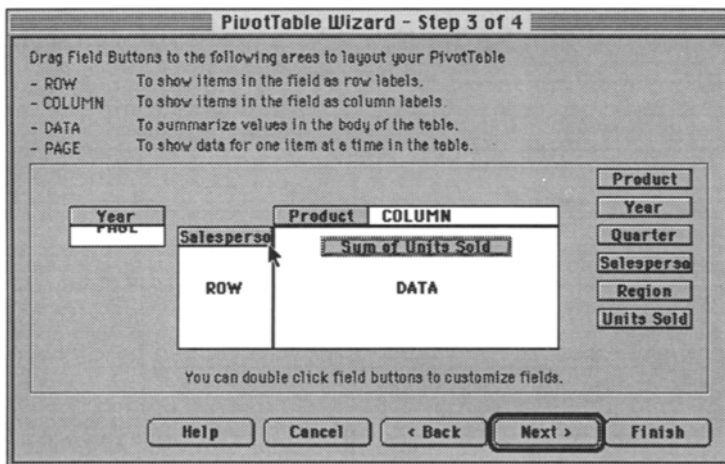 PivotTable Wizard - Step 3 of 4
Drag Field Buttons to the following areas to layout your PivotTable
- ROW To show items in the field as row labels.
- COLUMN To show items in the field as column labels.
- DATA To summarize values in the body of the table.
- PAGE To show data for one item at a time in the table.
Product
Year Product COLUMN Year
PAGE Salesperso Sum of Units Sold Quarter
Salesperso
ROW DATA Region
Units Sold
You can double click field buttons to customize fields.
Help Cancel < Back Next > Finish